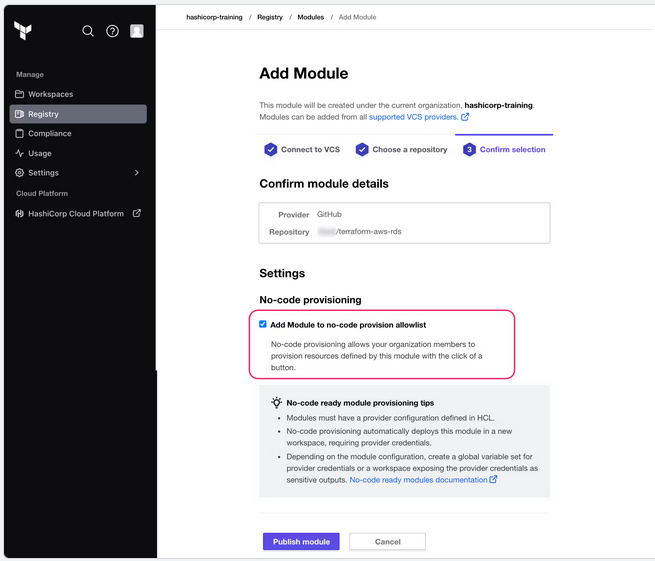 hashicorp-training / Registry / Modules / Add Module
Manage
Workspaces
Registry
Compliance
Usage
Settings
Cloud Platform
HashiCorp Cloud Platform
Add Module
This module will be created under the current organization, hashicorp-training.
Modules can be added from all supported VCS providers.
Connect to VCS
Choose a repository
3 Confirm selection
Confirm module details
Provider GitHub
Repository /terraform-aws-rds
Settings
No-code provisioning
Add Module to no-code provision allowlist
No-code provisioning allows your organization members to
provision resources defined by this module with the click of a
button.
No-code ready module provisioning tips
• Modules must have a provider configuration defined in HCL.
• No-code provisioning automatically deploys this module in a new
workspace, requiring provider credentials.
• Depending on the module configuration, create a global variable set for
provider credentials or a workspace exposing the provider credentials as
sensitive outputs. No-code ready modules documentation
Publish module
Cancel